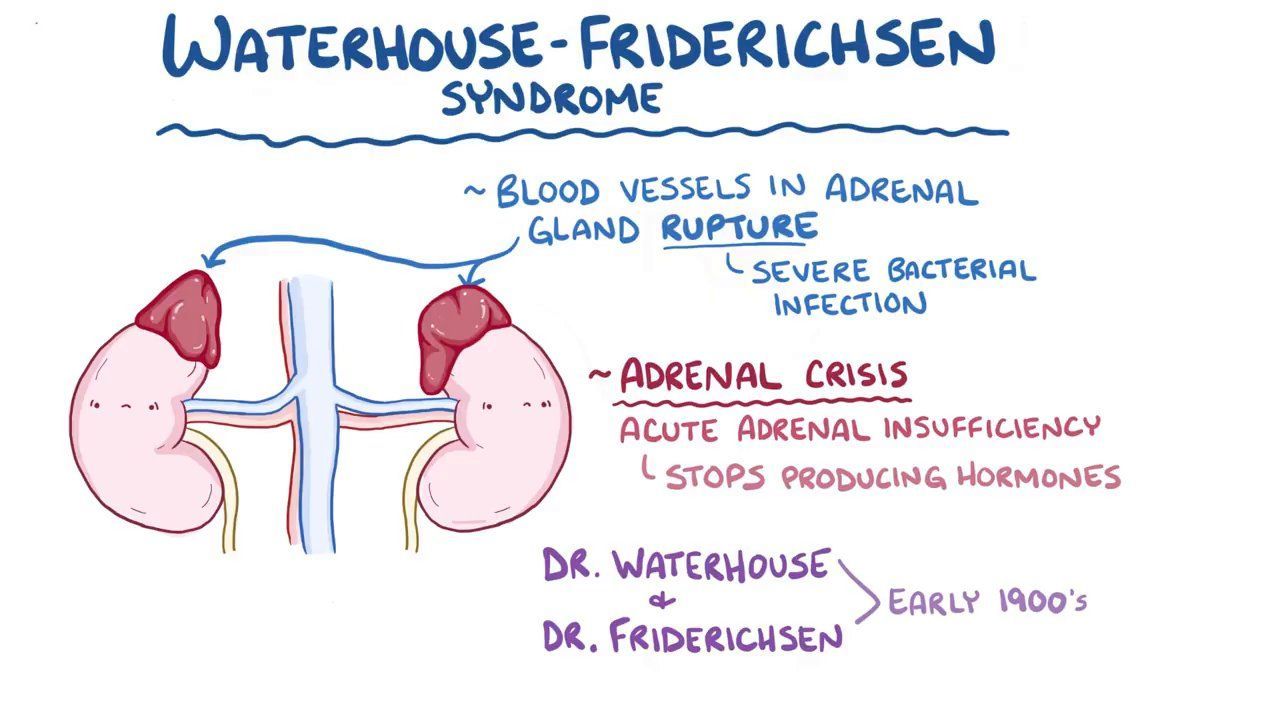 WATERHOUSE-FRIDERICHSEN
SYNDROME
~ BLOOD VESSELS IN ADRENAL
GLAND RUPTURE
SEVERE BACTERIAL
INFECTION
~ ADRENAL CRISIS
ACUTE ADRENAL INSUFFICIENCY
STOPS PRODUCING HORMONES
DR. WATERHOUSE
&
DR. FRIDERICHSEN
EARLY 1900's